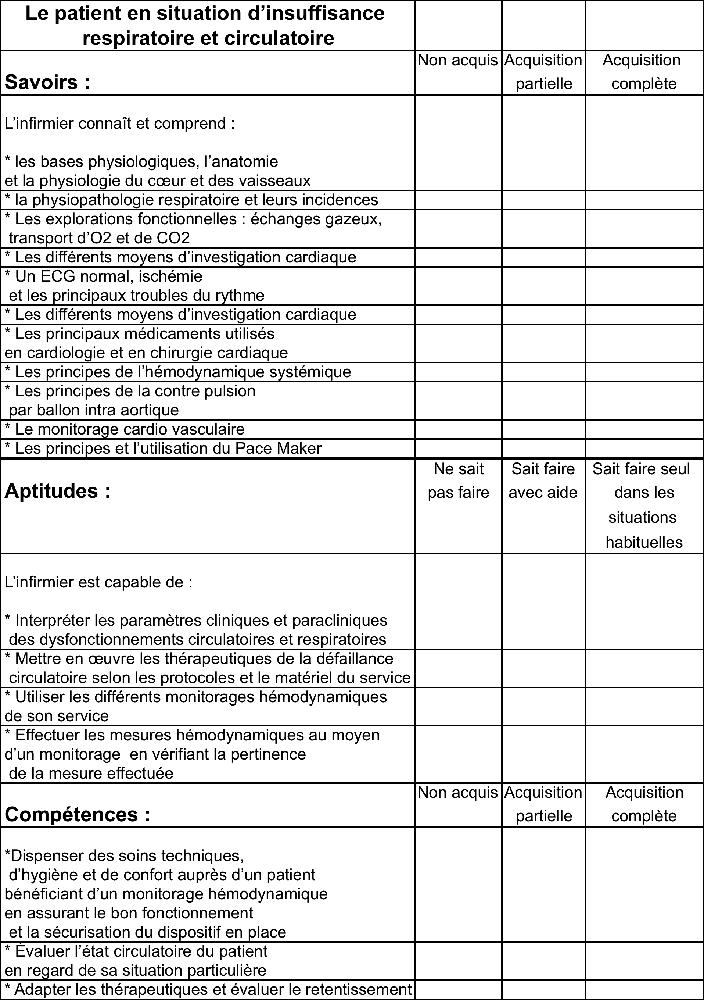 Le patient en situation d’insuffisance
respiratoire et circulatoire
Savoirs :
Non acquis
Acquisition
partielle
Acquisition
complète
L’infirmier connaît et comprend :
* les bases physiologiques, l’anatomie
et la physiologie du cœur et des vaisseaux
* la physiopathologie respiratoire et leurs incidences
* Les explorations fonctionnelles : échanges gazeux,
transport d’O2 et de CO2
* Les différents moyens d’investigation cardiaque
* Un ECG normal, ischémie
et les principaux troubles du rythme
* Les différents moyens d’investigation cardiaque
* Les principaux médicaments utilisés
en cardiologie et en chirurgie cardiaque
* Les principes de l’hémodynamique systémique
* Les principes de la contre pulsion
par ballon intra aortique
* Le monitorage cardio vasculaire
* Les principes et l’utilisation du Pace Maker
Aptitudes :
Ne sait
pas faire
Sait faire
avec aide
Sait faire seul
dans les
situations
habituelles
L’infirmier est capable de :
* Interpréter les paramètres cliniques et paracliniques
des dysfonctionnements circulatoires et respiratoires
* Mettre en œuvre les thérapeutiques de la défaillance
circulatoire selon les protocoles et le matériel du service
* Utiliser les différents monitorages hémodynamiques
de son service
* Effectuer les mesures hémodynamiques au moyen
d’un monitorage  en vérifiant la pertinence
de la mesure effectuée
Compétences :
Non acquis
Acquisition
partielle
Acquisition
complète
*Dispenser des soins techniques,
d’hygiène et de confort auprès d’un patient
bénéficiant d’un monitorage hémodynamique
en assurant le bon fonctionnement
et la sécurisation du dispositif en place
* Évaluer l’état circulatoire du patient
en regard de sa situation particulière
* Adapter les thérapeutiques et évaluer le retentissement